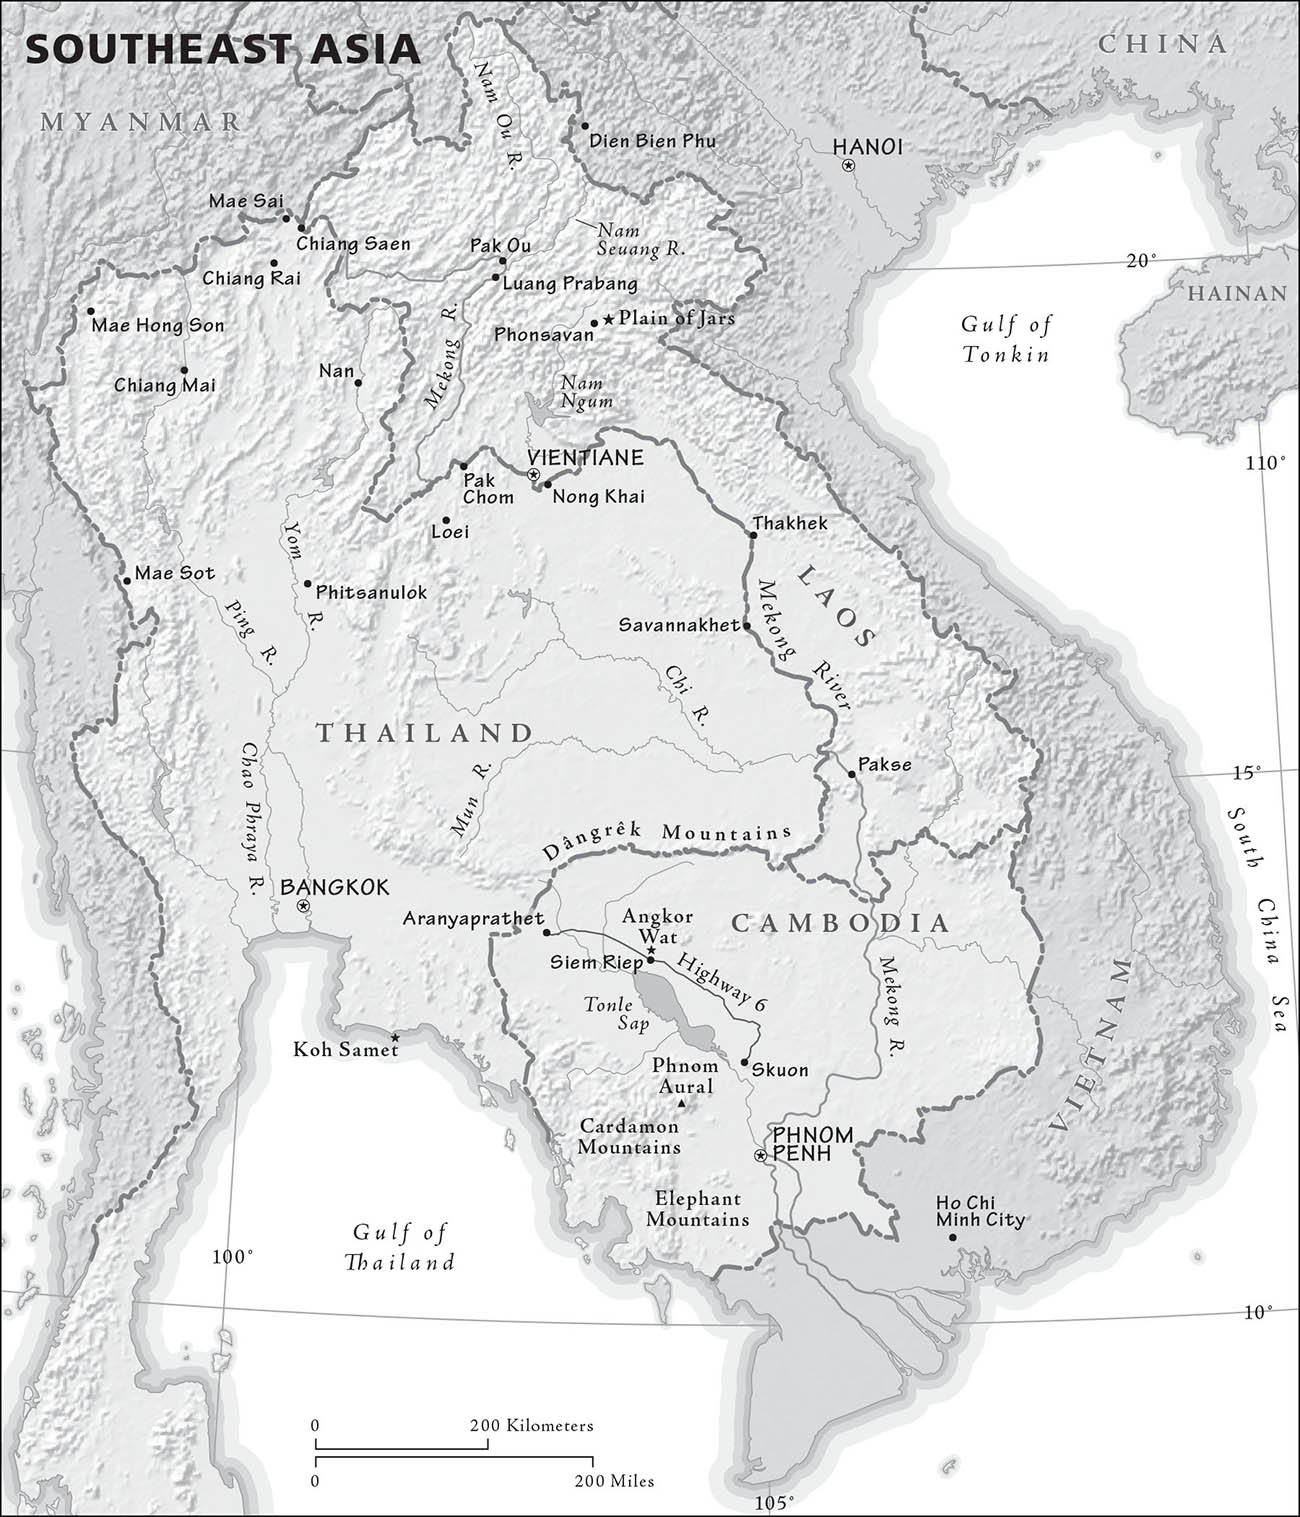 SOUTHEAST ASIA
CHINA
MYANMAR
Nam Ou R.
Dien Bien Phu
HANOI
Mae Sai
Chiang Saen
Nam
Seuang R.
Pak Ou
20°
Chiang Rai
Luang Prabang
HAINAN
Mae Hong Son
Phonsavan
Plain of Jars
Gulf of
Tonkin
Mekong R.
Chiang Mai
Nan
Nam
Ngum
VIENTIANE
110°
Pak
Chom
Nong Khai
Loei
Thakhek
Yom R.
LAOS
Mae Sot
Phitsanulok
Ping R.
Savannakhet
Mekong River
Chi R.
THAILAND
Chao Phraya R.
Pakse
15°
Mun R.
Dângrêk Mountains
South China Sea
BANGKOK
Aranyaprathet
Angkor
Wat
CAMBODIA
Siem Riep
Highway 6
Mekong R.
Tonle
Sap
VIETNAM
Koh Samet
Phnom
Aural
Skuon
Cardamon
Mountains
PHNOM
PENH
Elephant
Mountains
Ho Chi
Minh City
Gulf of
Thailand
100°
10°
0 200 Kilometers
0 200 Miles
105°